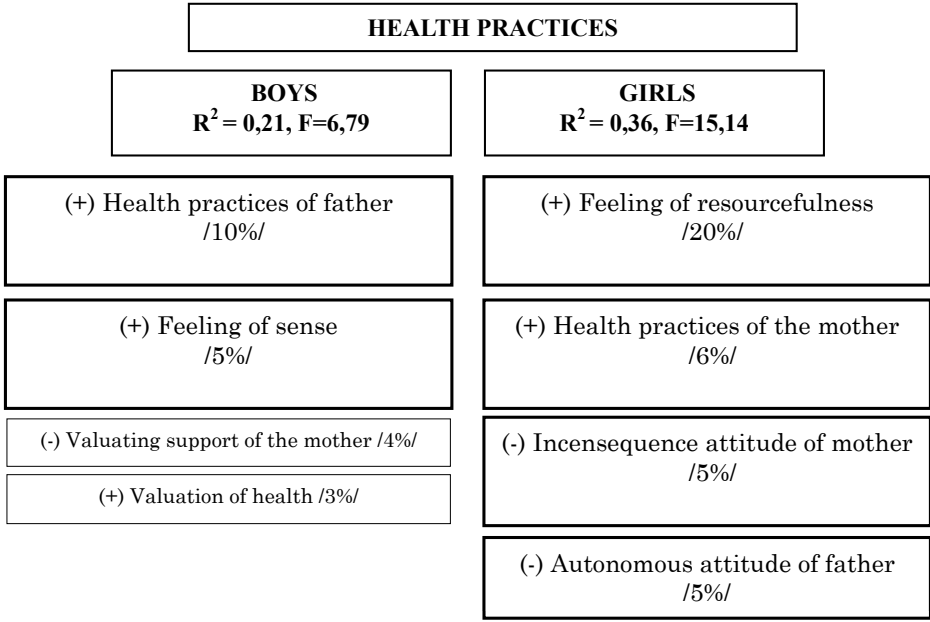 HEALTH PRACTICES
BOYS
R² = 0,21, F=6,79
GIRLS
R² = 0,36, F=15,14
(+) Health practices of father
/10%/
(+) Feeling of sense
/5%/
(-) Valuating support of the mother /4%/
(+) Valuation of health /3%/
(+) Feeling of resourcefulness
/20%/
(+) Health practices of the mother
/6%/
(-) Incensequence attitude of mother
/5%/
(-) Autonomous attitude of father
/5%/